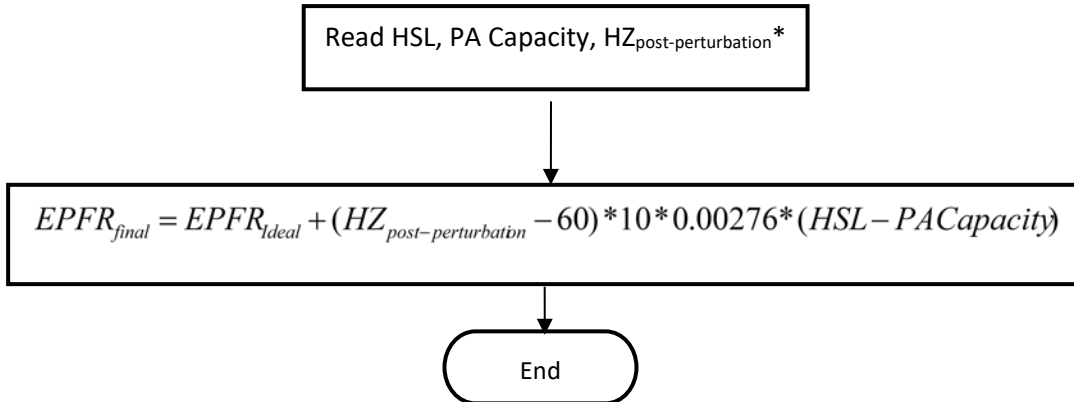 Read HSL, PA Capacity, HZpost-perturbation*
EPFRfinal = EPFRIdeal + (HZpost−perturbation − 60)*10*0.00276*(HSL − PACapacity)
End